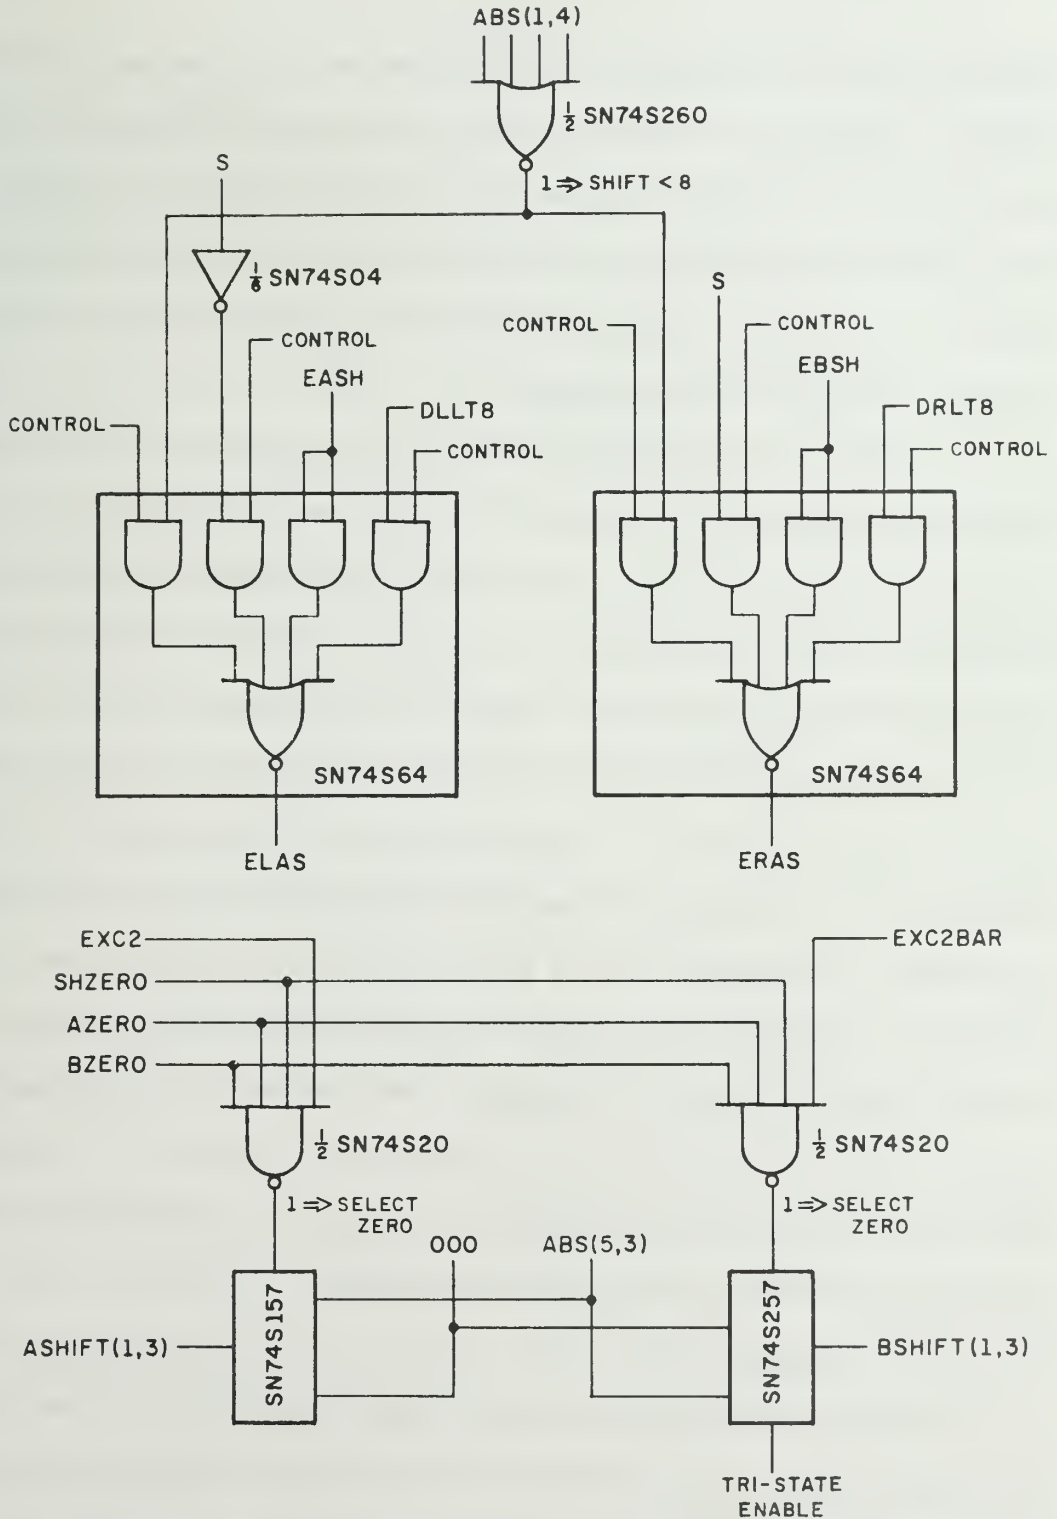 ABS(1,4)
1/2 SN74S260
1 ⇒ SHIFT < 8
S
1/6 SN74S04
S
CONTROL
CONTROL
CONTROL
EASH
EBSH
DLLT8
DRLT8
CONTROL
CONTROL
CONTROL
SN74S64
SN74S64
ELAS
ERAS
EXC2
EXC2BAR
SHZERO
AZERO
BZERO
1/2 SN74S20
1/2 SN74S20
1 ⇒ SELECT
ZERO
1 ⇒ SELECT
ZERO
000
ABS(5,3)
SN74S157
SN74S257
ASHIFT(1,3)
BSHIFT(1,3)
TRI-STATE
ENABLE